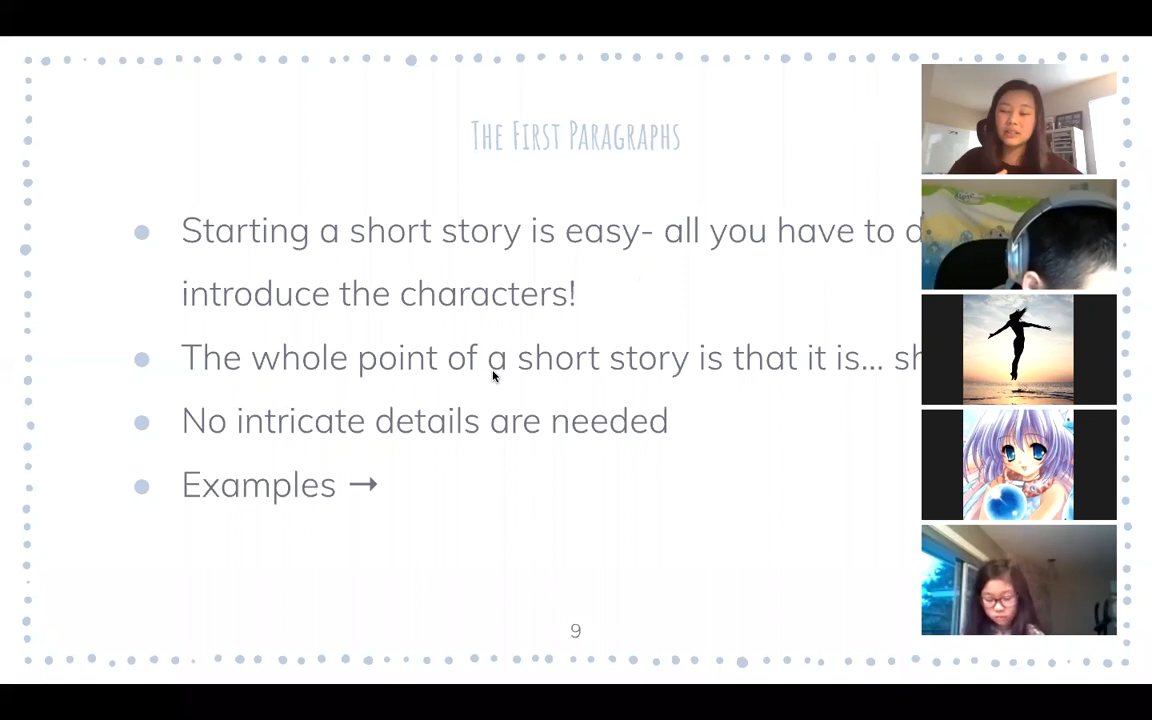 The First Paragraphs
Starting a short story is easy- all you have to
introduce the characters!
The whole point of a short story is that it is...
No intricate details are needed
Examples →
9